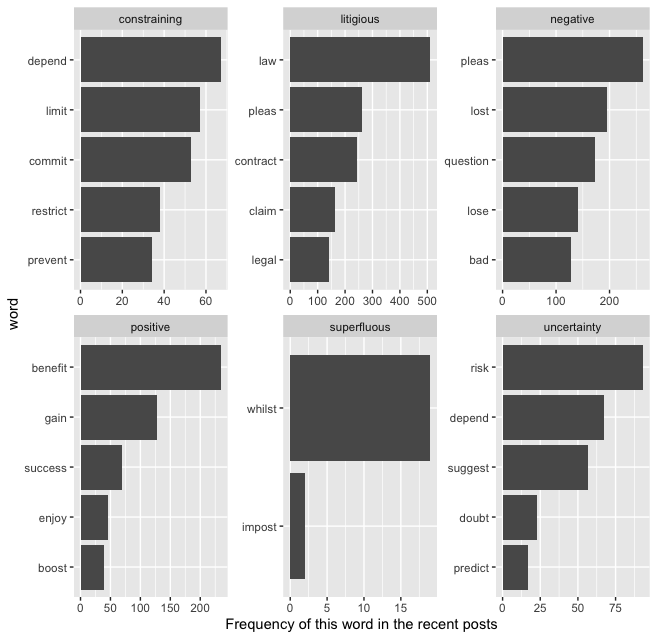 constraining
depend
limit
commit
restrict
prevent
0 20 40 60
litigious
law
pleas
contract
claim
legal
0 100 200 300 400 500
negative
pleas
lost
question
lose
bad
0 100 200
word
positive
benefit
gain
success
enjoy
boost
0 50 100 150 200
superfluous
whilst
impost
0 5 10 15
uncertainty
risk
depend
suggest
doubt
predict
0 25 50 75
Frequency of this word in the recent posts